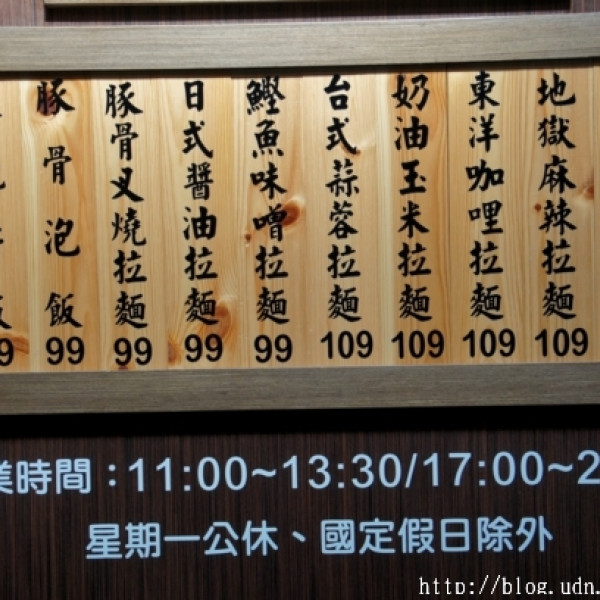 地獄麻辣拉麵 109
東洋咖哩拉麵 109
奶油玉米拉麵 109
台式蒜蓉拉麵 109
鰹魚味噌拉麵 99
日式醬油拉麵 99
豚骨叉燒拉麵 99
豚骨泡飯 99
業時間：11:00~13:30/17:00~2
星期一公休、國定假日除外
http://blog.udn.